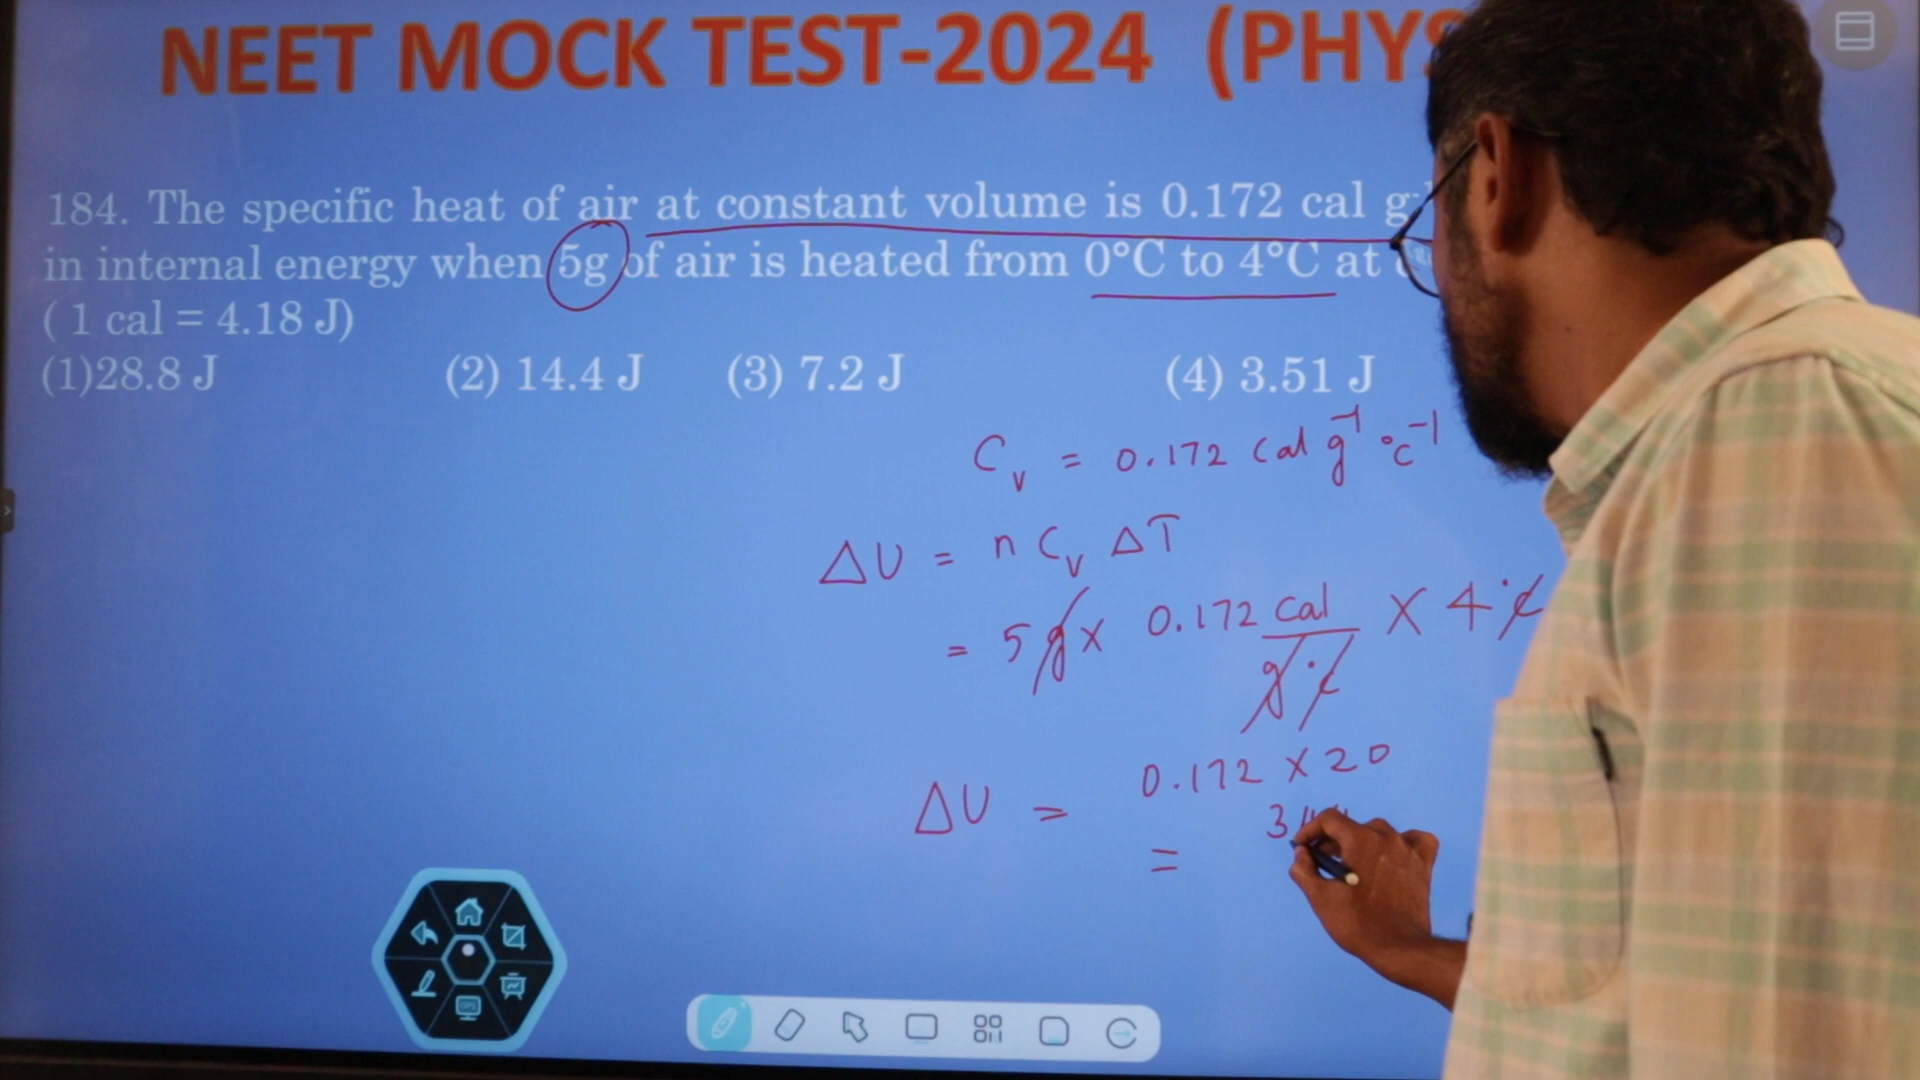 NEET MOCK TEST-2024 (PHYS
184. The specific heat of air at constant volume is 0.172 cal g
in internal energy when 5g of air is heated from 0°C to 4°C at
( 1 cal = 4.18 J)
(1)28.8 J (2) 14.4 J (3) 7.2 J (4) 3.51 J
Cv = 0.172 cal g⁻¹ °C⁻¹
ΔU = n Cv ΔT
= 5 g x 0.172 cal / g °C X 4 °C
ΔU = 0.172 X 20
= 3